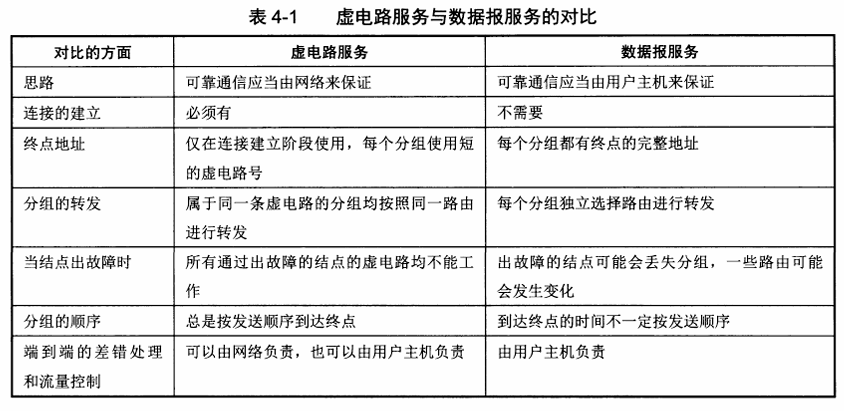 表 4-1 虚电路服务与数据报服务的对比
对比的方面 虚电路服务 数据报服务
思路 可靠通信应当由网络来保证 可靠通信应当由用户主机来保证
连接的建立 必须有 不需要
终点地址 仅在连接建立阶段使用，每个分组使用短 每个分组都有终点的完整地址
的虚电路号
分组的转发 属于同一条虚电路的分组均按照同一路由 每个分组独立选择路由进行转发
进行转发
当结点出故障时 所有通过出故障的结点的虚电路均不能工 出故障的结点可能会丢失分组，一些路由可能
作 会发生变化
分组的顺序 总是按发送顺序到达终点 到达终点的时间不一定按发送顺序
端到端的差错处理 可以由网络负责，也可以由用户主机负责 由用户主机负责
和流量控制